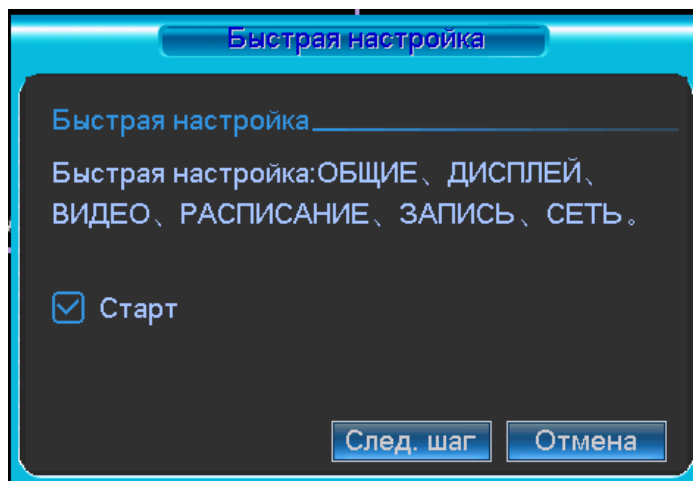 Быстрая настройка
Быстрая настройка
Быстрая настройка:ОБЩИЕ、ДИСПЛЕЙ、
ВИДЕО、РАСПИСАНИЕ、ЗАПИСЬ、СЕТЬ。
Старт
След. шаг Отмена